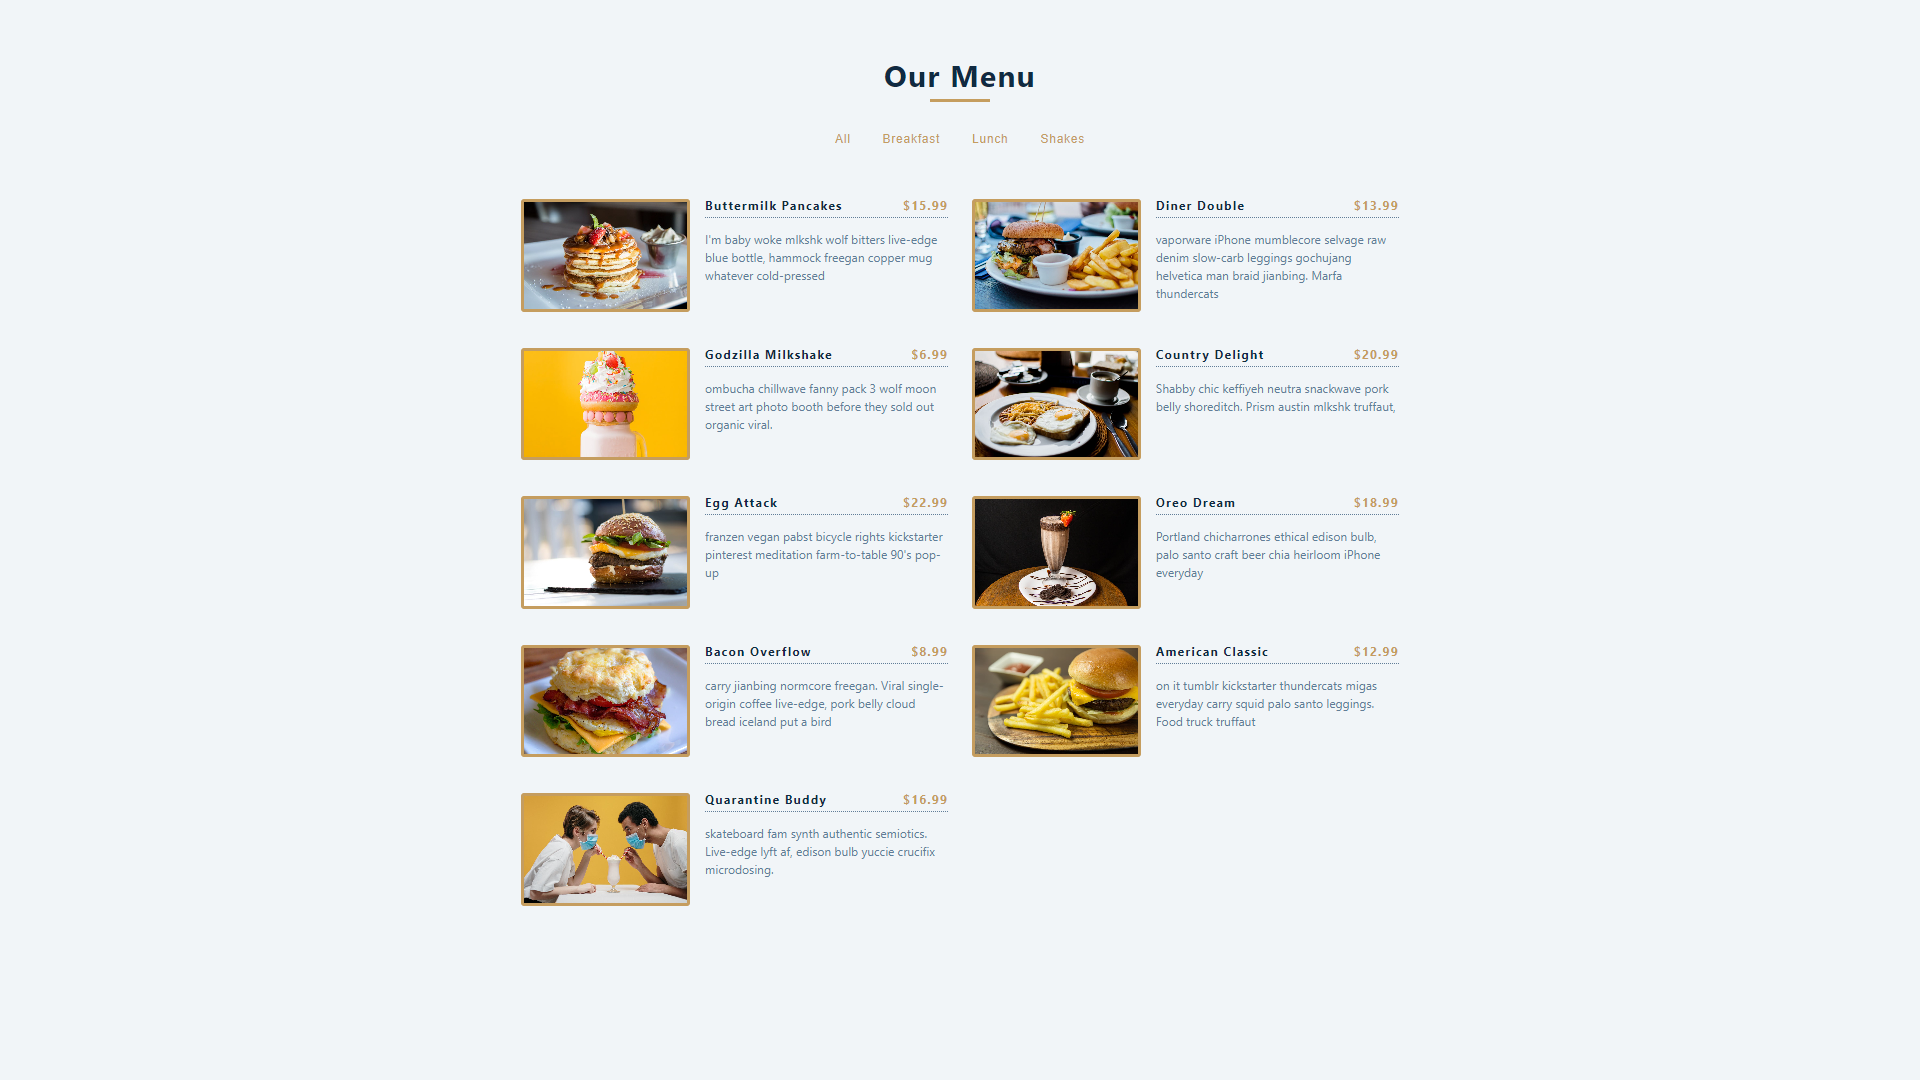 Our Menu
All Breakfast Lunch Shakes
Buttermilk Pancakes $15.99
I'm baby woke mlkshk wolf bitters live-edge
blue bottle, hammock freegan copper mug
whatever cold-pressed
Diner Double $13.99
vaporware iPhone mumblecore selvage raw
denim slow-carb leggings gochujang
helvetica man braid jianbing. Marfa
thundercats
Godzilla Milkshake $6.99
ombucha chillwave fanny pack 3 wolf moon
street art photo booth before they sold out
organic viral.
Country Delight $20.99
Shabby chic keffiyeh neutra snackwave pork
belly shoreditch. Prism austin mlkshk truffaut,
Egg Attack $22.99
franzen vegan pabst bicycle rights kickstarter
pinterest meditation farm-to-table 90's pop-
up
Oreo Dream $18.99
Portland chicharrones ethical edison bulb,
palo santo craft beer chia heirloom iPhone
everyday
Bacon Overflow $8.99
carry jianbing normcore freegan. Viral single-
origin coffee live-edge, pork belly cloud
bread iceland put a bird
American Classic $12.99
on it tumblr kickstarter thundercats migas
everyday carry squid palo santo leggings.
Food truck truffaut
Quarantine Buddy $16.99
skateboard fam synth authentic semiotics.
Live-edge lyft af, edison bulb yuccie crucifix
microdosing.